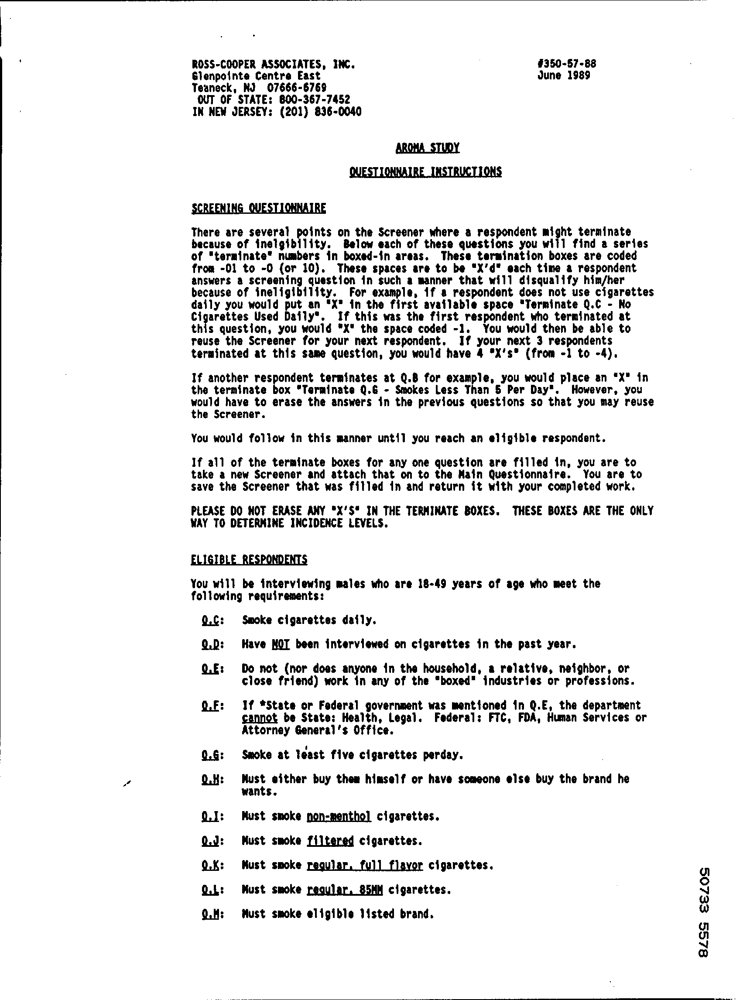 ROSS-COOPER ASSOCIATES, INC.
#350-57-88
Glenpointe Centre East
June 1989
Teaneck, NJ 07666-6769
OUT OF STATE: 800-367-7452
IN NEW JERSEY: (201) 836-0040
AROMA STUDY
QUESTIONNAIRE INSTRUCTIONS
SCREENING QUESTIONNAIRE
There are several points on the Screener where a respondent might terminate
because of inelgibility. Below each of these questions you will find a series
of "terminate" numbers in boxed-in areas. These termination boxes are coded
from -01 to -0 (or 10). These spaces are to be "X'd" each time a respondent
answers a screening question in such a manner that will disqualify him/her
because of ineligibility. For example, if a respondent does not use cigarettes
daily you would put an "X" in the first available space "Terminate Q.C - No
Cigarettes Used Daily". If this was the first respondent who terminated at
this question, you would "X" the space coded -1. You would then be able to
reuse the Screener for your next respondent. If your next 3 respondents
terminated at this same question, you would have 4 "X's" (from -1 to -4).
If another respondent terminates at Q.B for example, you would place an "X" in
the terminate box "Terminate Q.G - Smokes Less Than 5 Per Day". However, you
would have to erase the answers in the previous questions so that you may reuse
the Screener.
You would follow in this manner until you reach an eligible respondent.
If all of the terminate boxes for any one question are filled in, you are to
take a new Screener and attach that on to the Main Questionnaire. You are to
save the Screener that was filled in and return it with your completed work.
PLEASE DO NOT ERASE ANY "X'S" IN THE TERMINATE BOXES. THESE BOXES ARE THE ONLY
WAY TO DETERMINE INCIDENCE LEVELS.
ELIGIBLE RESPONDENTS
You will be interviewing males who are 18-49 years of age who meet the
following requirements:
Q.C: Smoke cigarettes daily.
Q.D: Have NOT been interviewed on cigarettes in the past year.
Q.E: Do not (nor does anyone in the household, a relative, neighbor, or
close friend) work in any of the "boxed" industries or professions.
Q.F: If *State or Federal government was mentioned in Q.E, the department
cannot be State: Health, Legal. Federal: FTC, FDA, Human Services or
Attorney General's Office.
Q.G: Smoke at least five cigarettes perday.
Q.H: Must either buy them himself or have someone else buy the brand he
wants.
Q.I: Must smoke non-menthol cigarettes.
Q.J: Must smoke filtered cigarettes.
Q.K: Must smoke regular, full flavor cigarettes.
Q.L: Must smoke regular, 85MM cigarettes.
Q.M: Must smoke eligible listed brand.
50733 5578